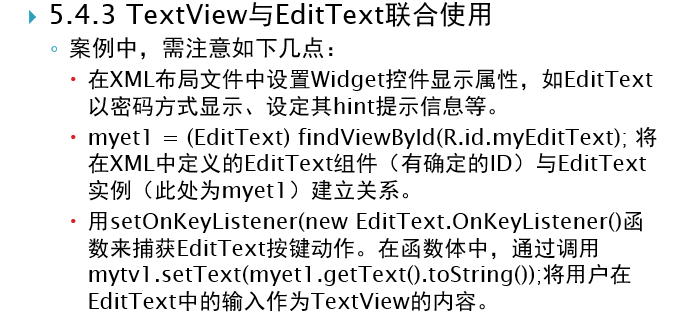 5.4.3 TextView与EditText联合使用
案例中，需注意如下几点：
在XML布局文件中设置Widget控件显示属性，如EditText
以密码方式显示、设定其hint提示信息等。
myet1 = (EditText) findViewById(R.id.myEditText); 将
在XML中定义的EditText组件（有确定的ID）与EditText
实例（此处为myet1）建立关系。
用setOnKeyListener(new EditText.OnKeyListener()函
数来捕获EditText按键动作。在函数体中，通过调用
mytv1.setText(myet1.getText().toString());将用户在
EditText中的输入作为TextView的内容。